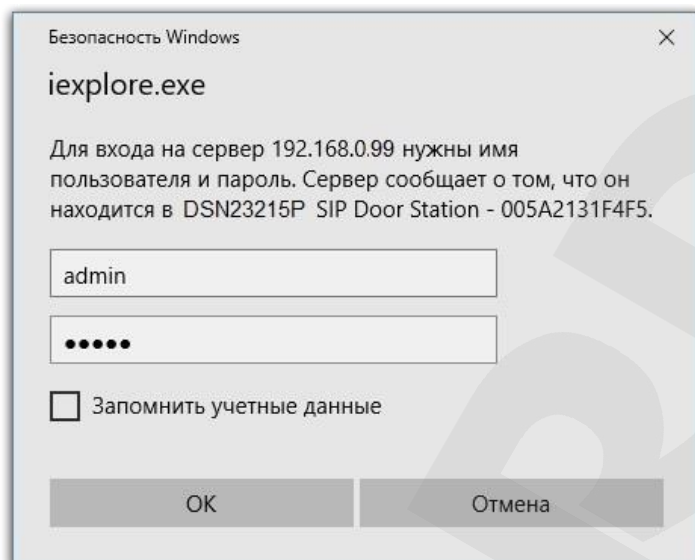 Безопасность Windows
iexplore.exe
Для входа на сервер 192.168.0.99 нужны имя
пользователя и пароль. Сервер сообщает о том, что он
находится в DSN23215P SIP Door Station - 005A2131F4F5.
admin
•••••
Запомнить учетные данные
ОК
Отмена